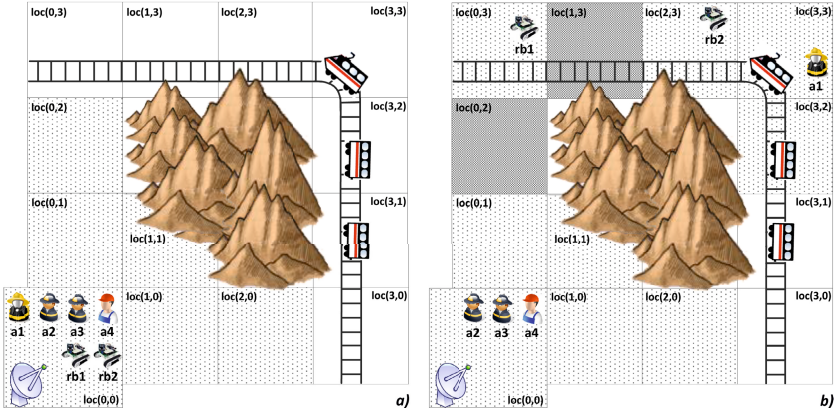 loc(0,3) loc(1,3) loc(2,3) loc(3,3)
loc(0,2) loc(3,2)
loc(0,1) loc(3,1)
loc(1,1)
loc(1,0) loc(2,0) loc(3,0)
a1 a2 a3 a4
rb1 rb2
loc(0,0)
a)
loc(0,3) loc(1,3) loc(2,3) loc(3,3)
rb1 rb2
a1
loc(0,2) loc(3,2)
loc(0,1) loc(3,1)
loc(1,1)
loc(1,0) loc(2,0) loc(3,0)
a2 a3 a4
loc(0,0)
b)